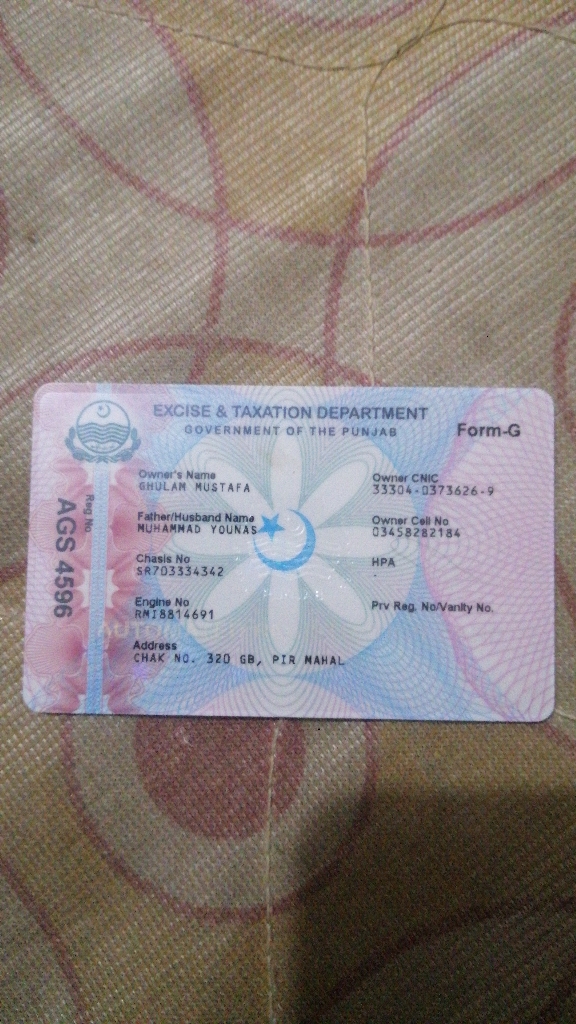 EXCISE & TAXATION DEPARTMENT
GOVERNMENT OF THE PUNJAB
Form-G
Reg No
AGS 4596
Owner's Name
GHULAM MUSTAFA
Owner CNIC
33304-0373626-9
Father/Husband Name
MUHAMMAD YOUNAS
Owner Cell No
03458282184
Chasis No
SR703334342
HPA
-
Engine No
RMI8814691
Prv Reg. No/Vanity No.
Address
CHAK NO. 320 GB, PIR MAHAL